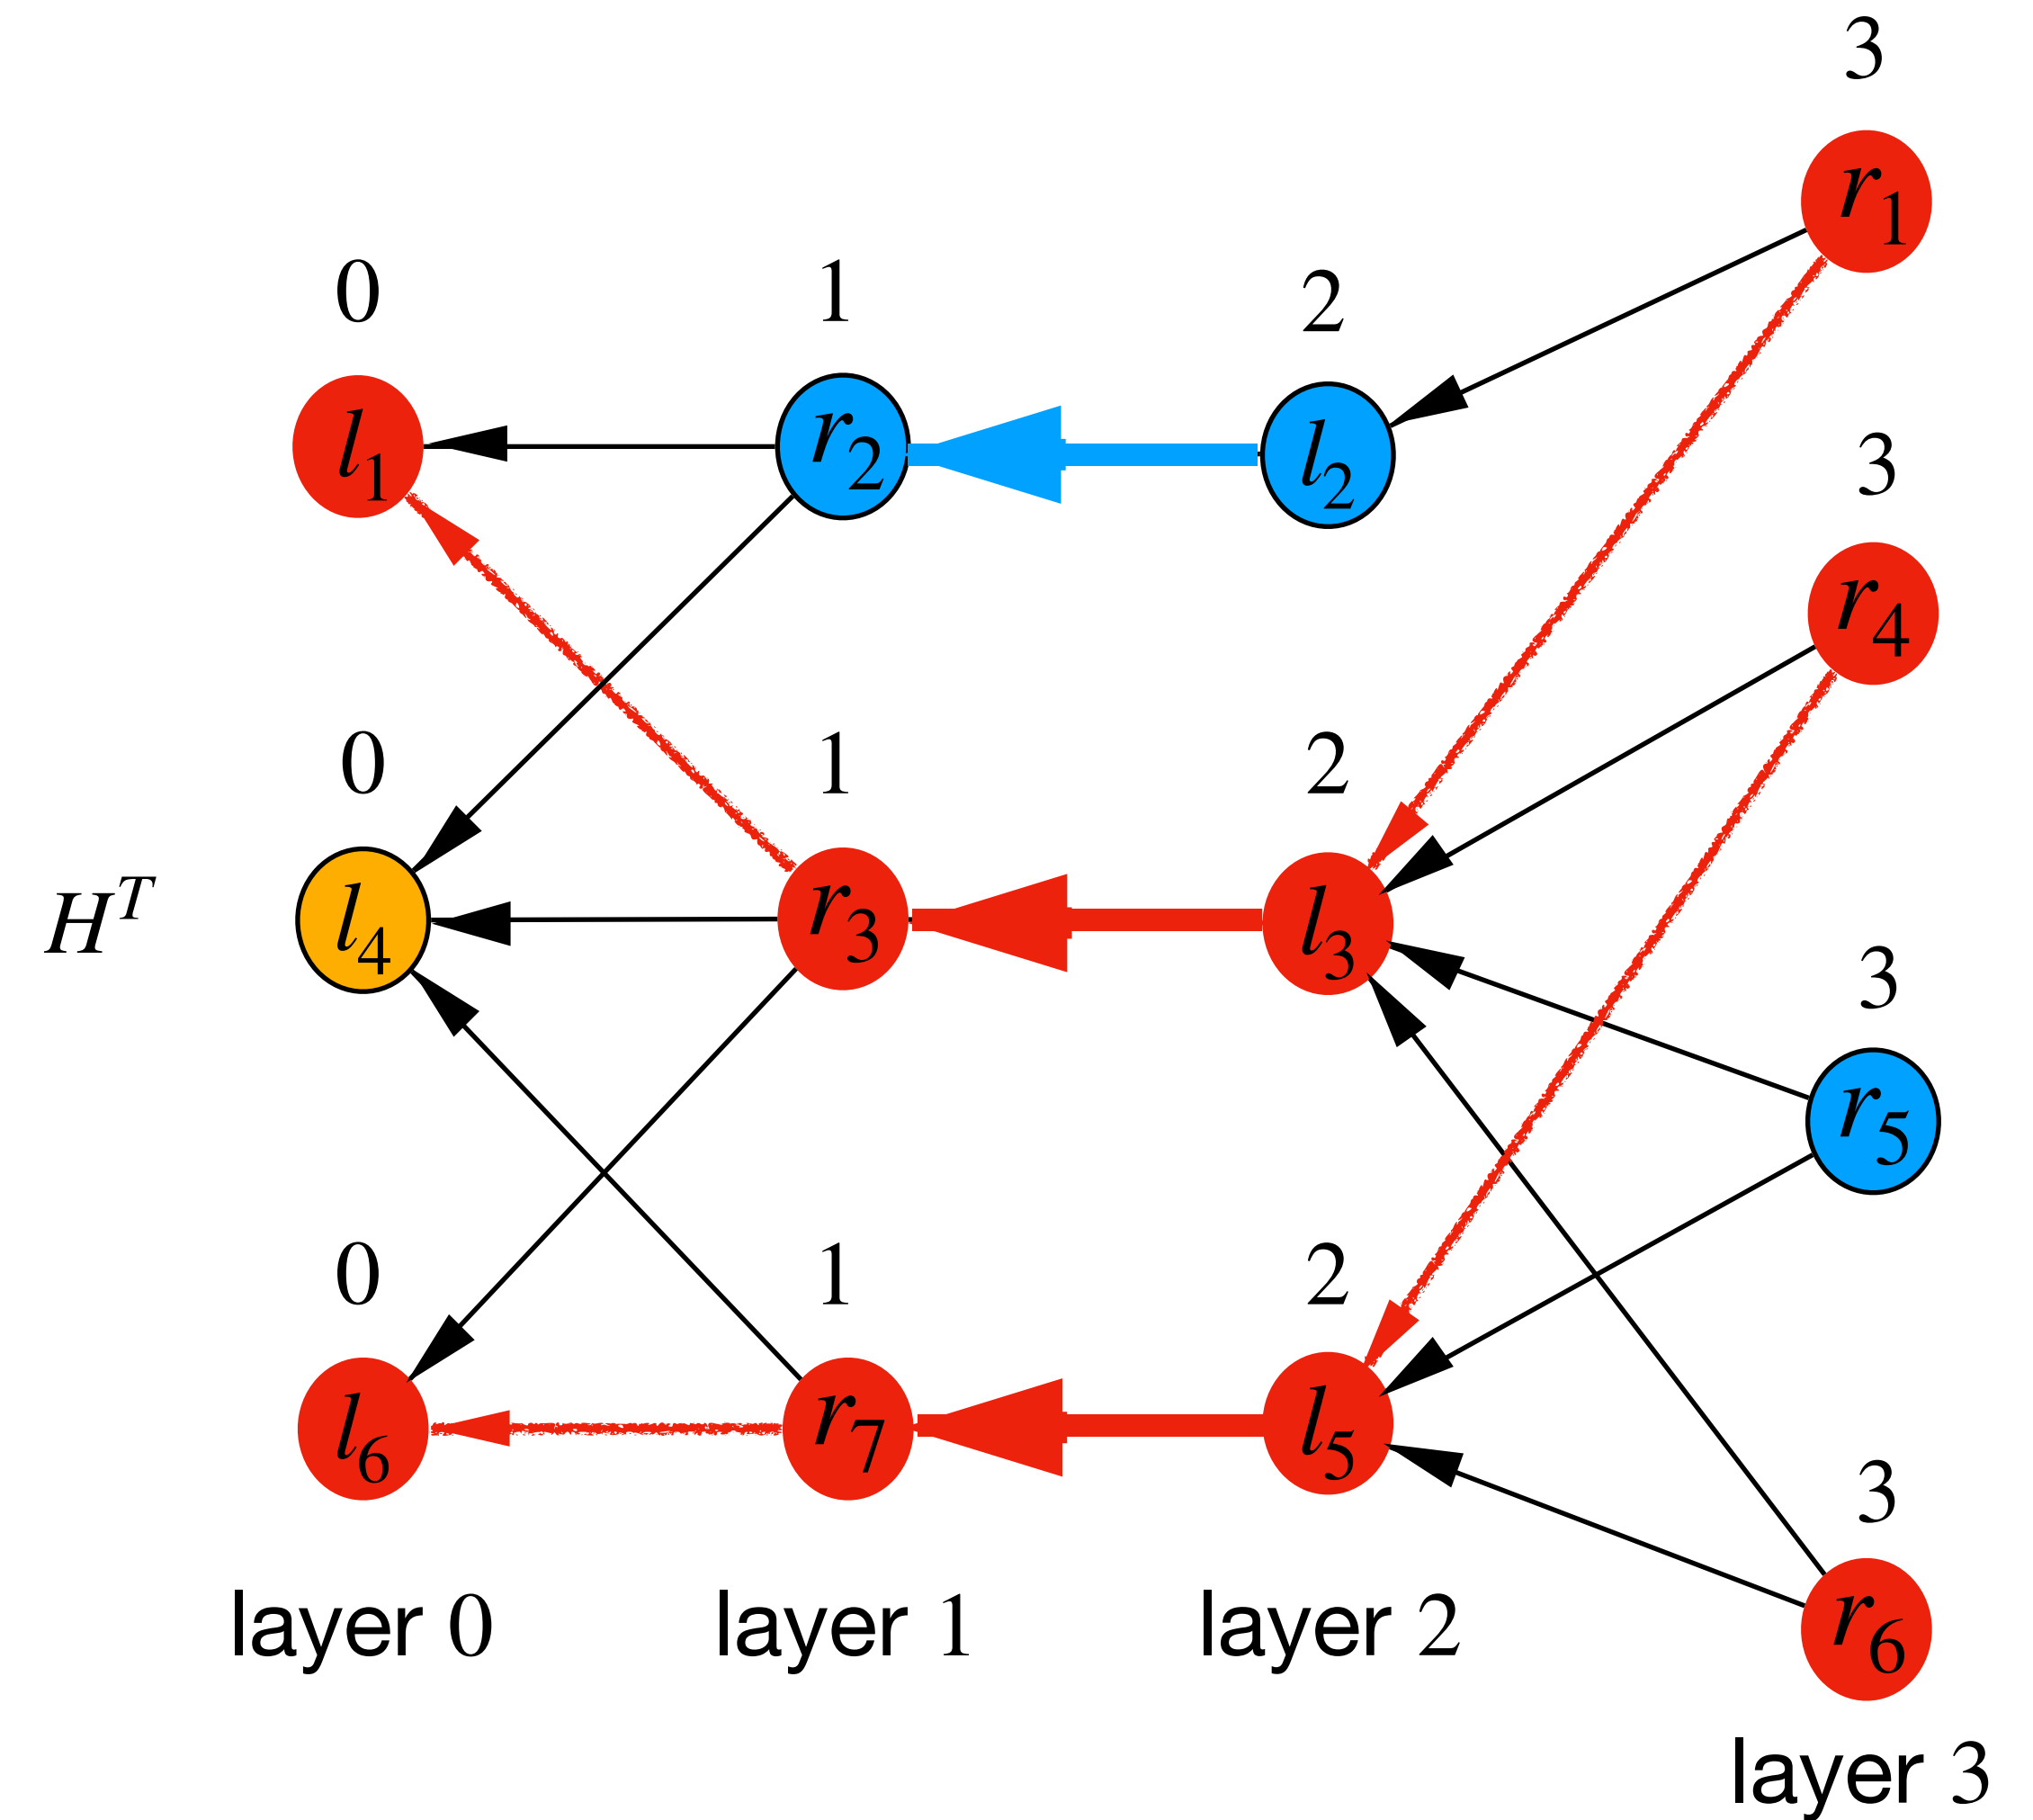 3
0 1 2
r1
3
l1 r2 l2
r4
0 1 2
3
H^T l4 r3 l3
r5
0 1 2
l6 r7 l5
3
layer 0 layer 1 layer 2
r6
layer 3